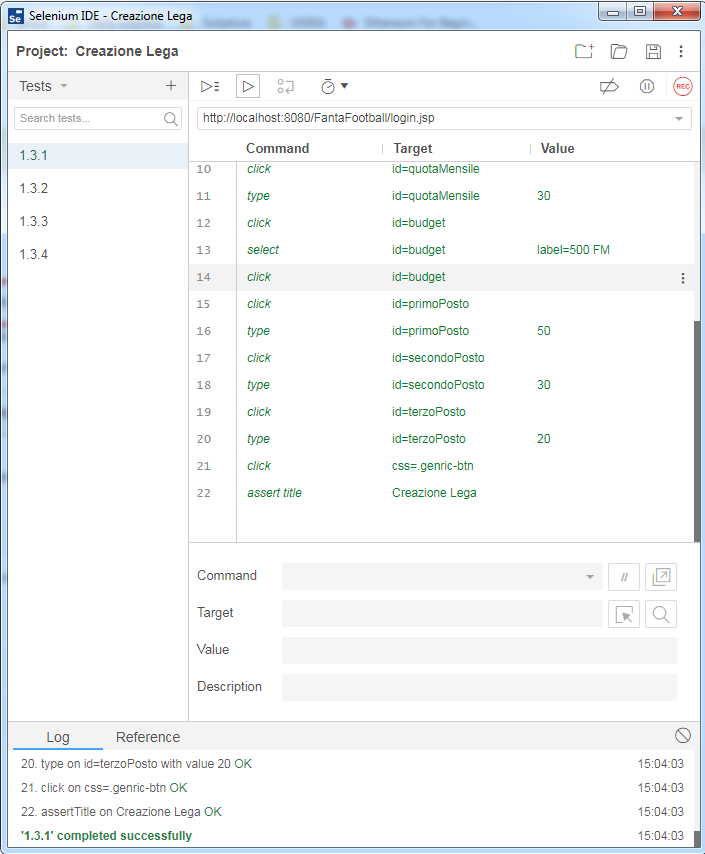 Selenium IDE - Creazione Lega
Project: Creazione Lega
Tests
REC
Search tests...
http://localhost:8080/FantaFootball/login.jsp
1.3.1
1.3.2
1.3.3
1.3.4
Command Target Value
10 click id=quotaMensile
11 type id=quotaMensile 30
12 click id=budget
13 select id=budget label=500 FM
14 click id=budget
15 click id=primoPosto
16 type id=primoPosto 50
17 click id=secondoPosto
18 type id=secondoPosto 30
19 click id=terzoPosto
20 type id=terzoPosto 20
21 click css=.genric-btn
22 assert title Creazione Lega
Command //
Target
Value
Description
Log Reference
20. type on id=terzoPosto with value 20 OK 15:04:03
21. click on css=.genric-btn OK 15:04:03
22. assertTitle on Creazione Lega OK 15:04:03
'1.3.1' completed successfully 15:04:03